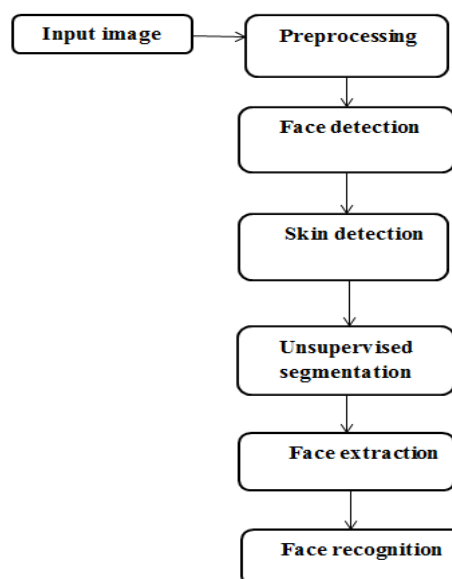 Input image
Preprocessing
Face detection
Skin detection
Unsupervised
segmentation
Face extraction
Face recognition